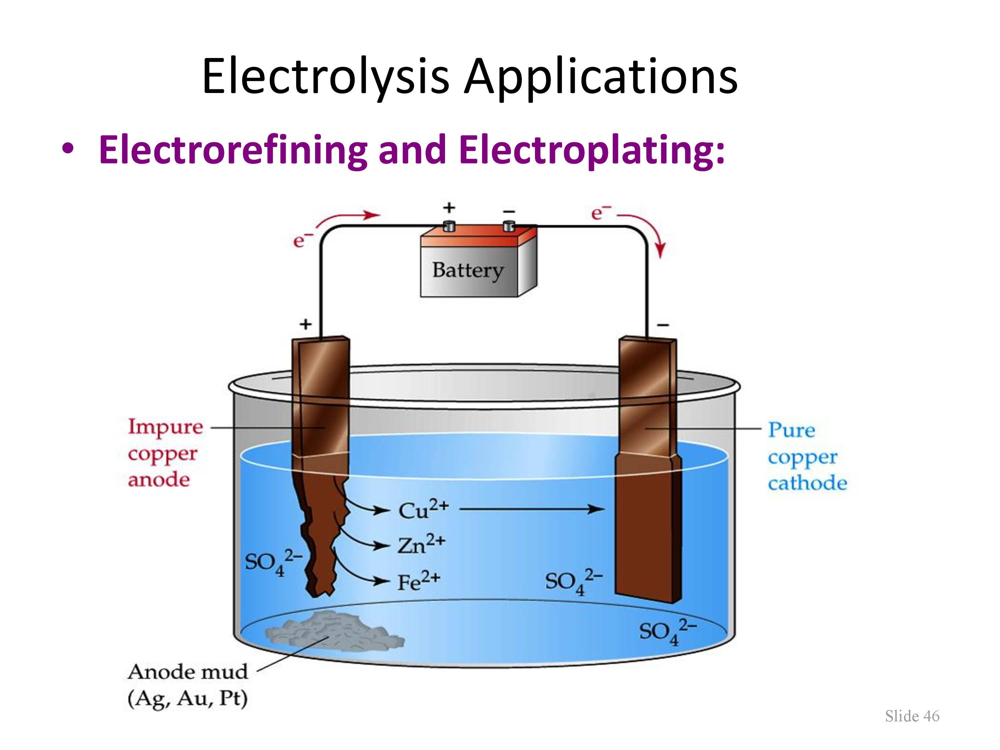 Electrolysis Applications
• Electrorefining and Electroplating:
+ −
e⁻ e⁻
Battery
+ −
Impure
copper
anode
Pure
copper
cathode
Cu²⁺
Zn²⁺
SO₄²⁻
Fe²⁺
SO₄²⁻
SO₄²⁻
Anode mud
(Ag, Au, Pt)
Slide 46